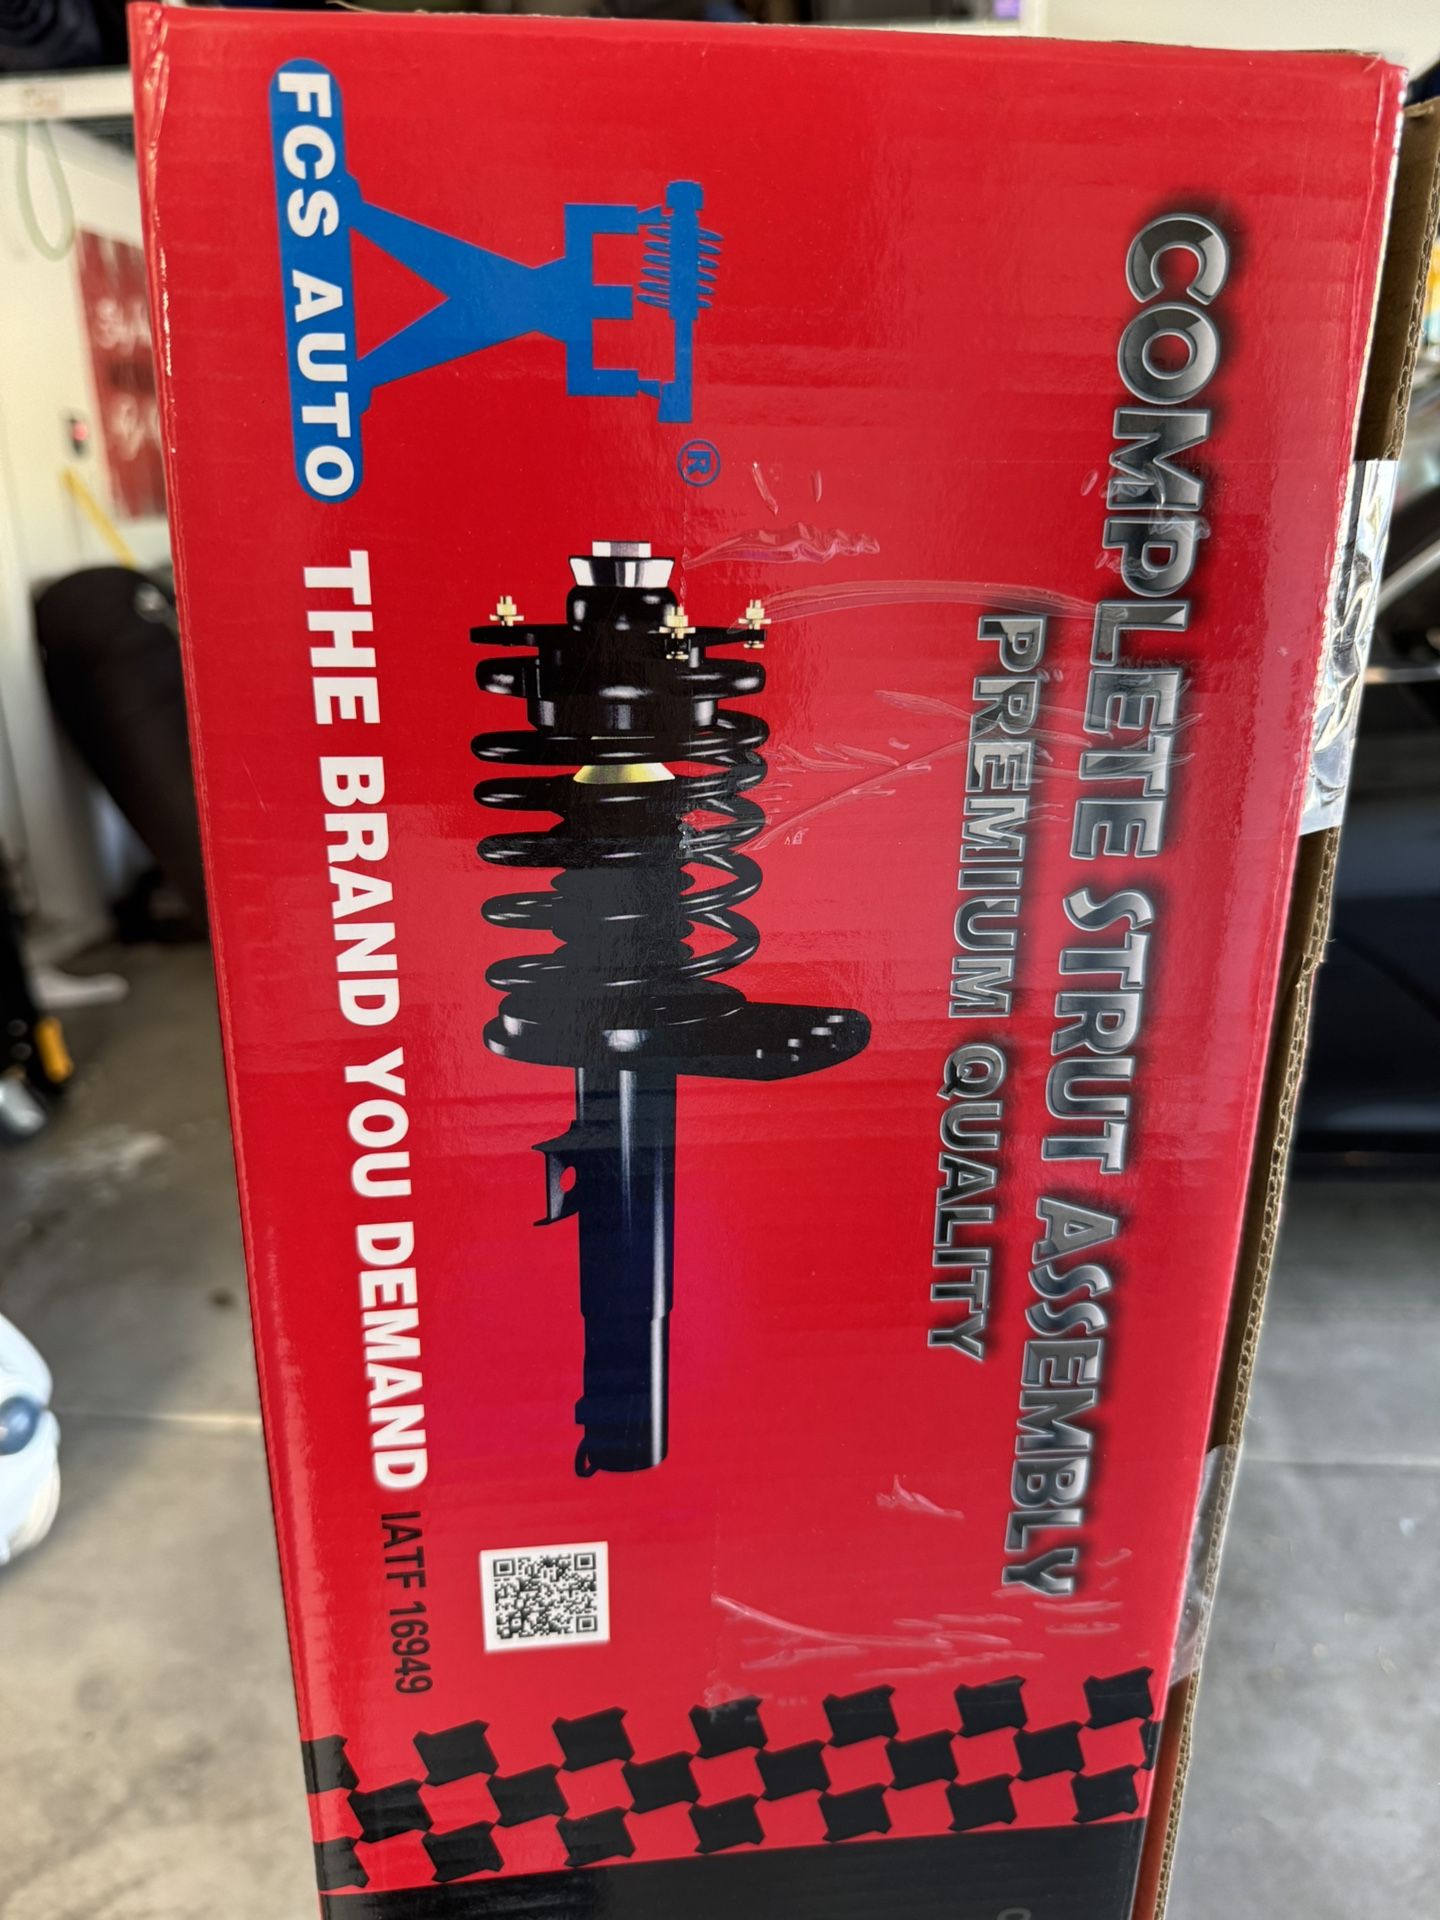 COMPLETE STRUT ASSEMBLY
PREMIUM QUALITY
®
FCS AUTO THE BRAND YOU DEMAND IATF 16949